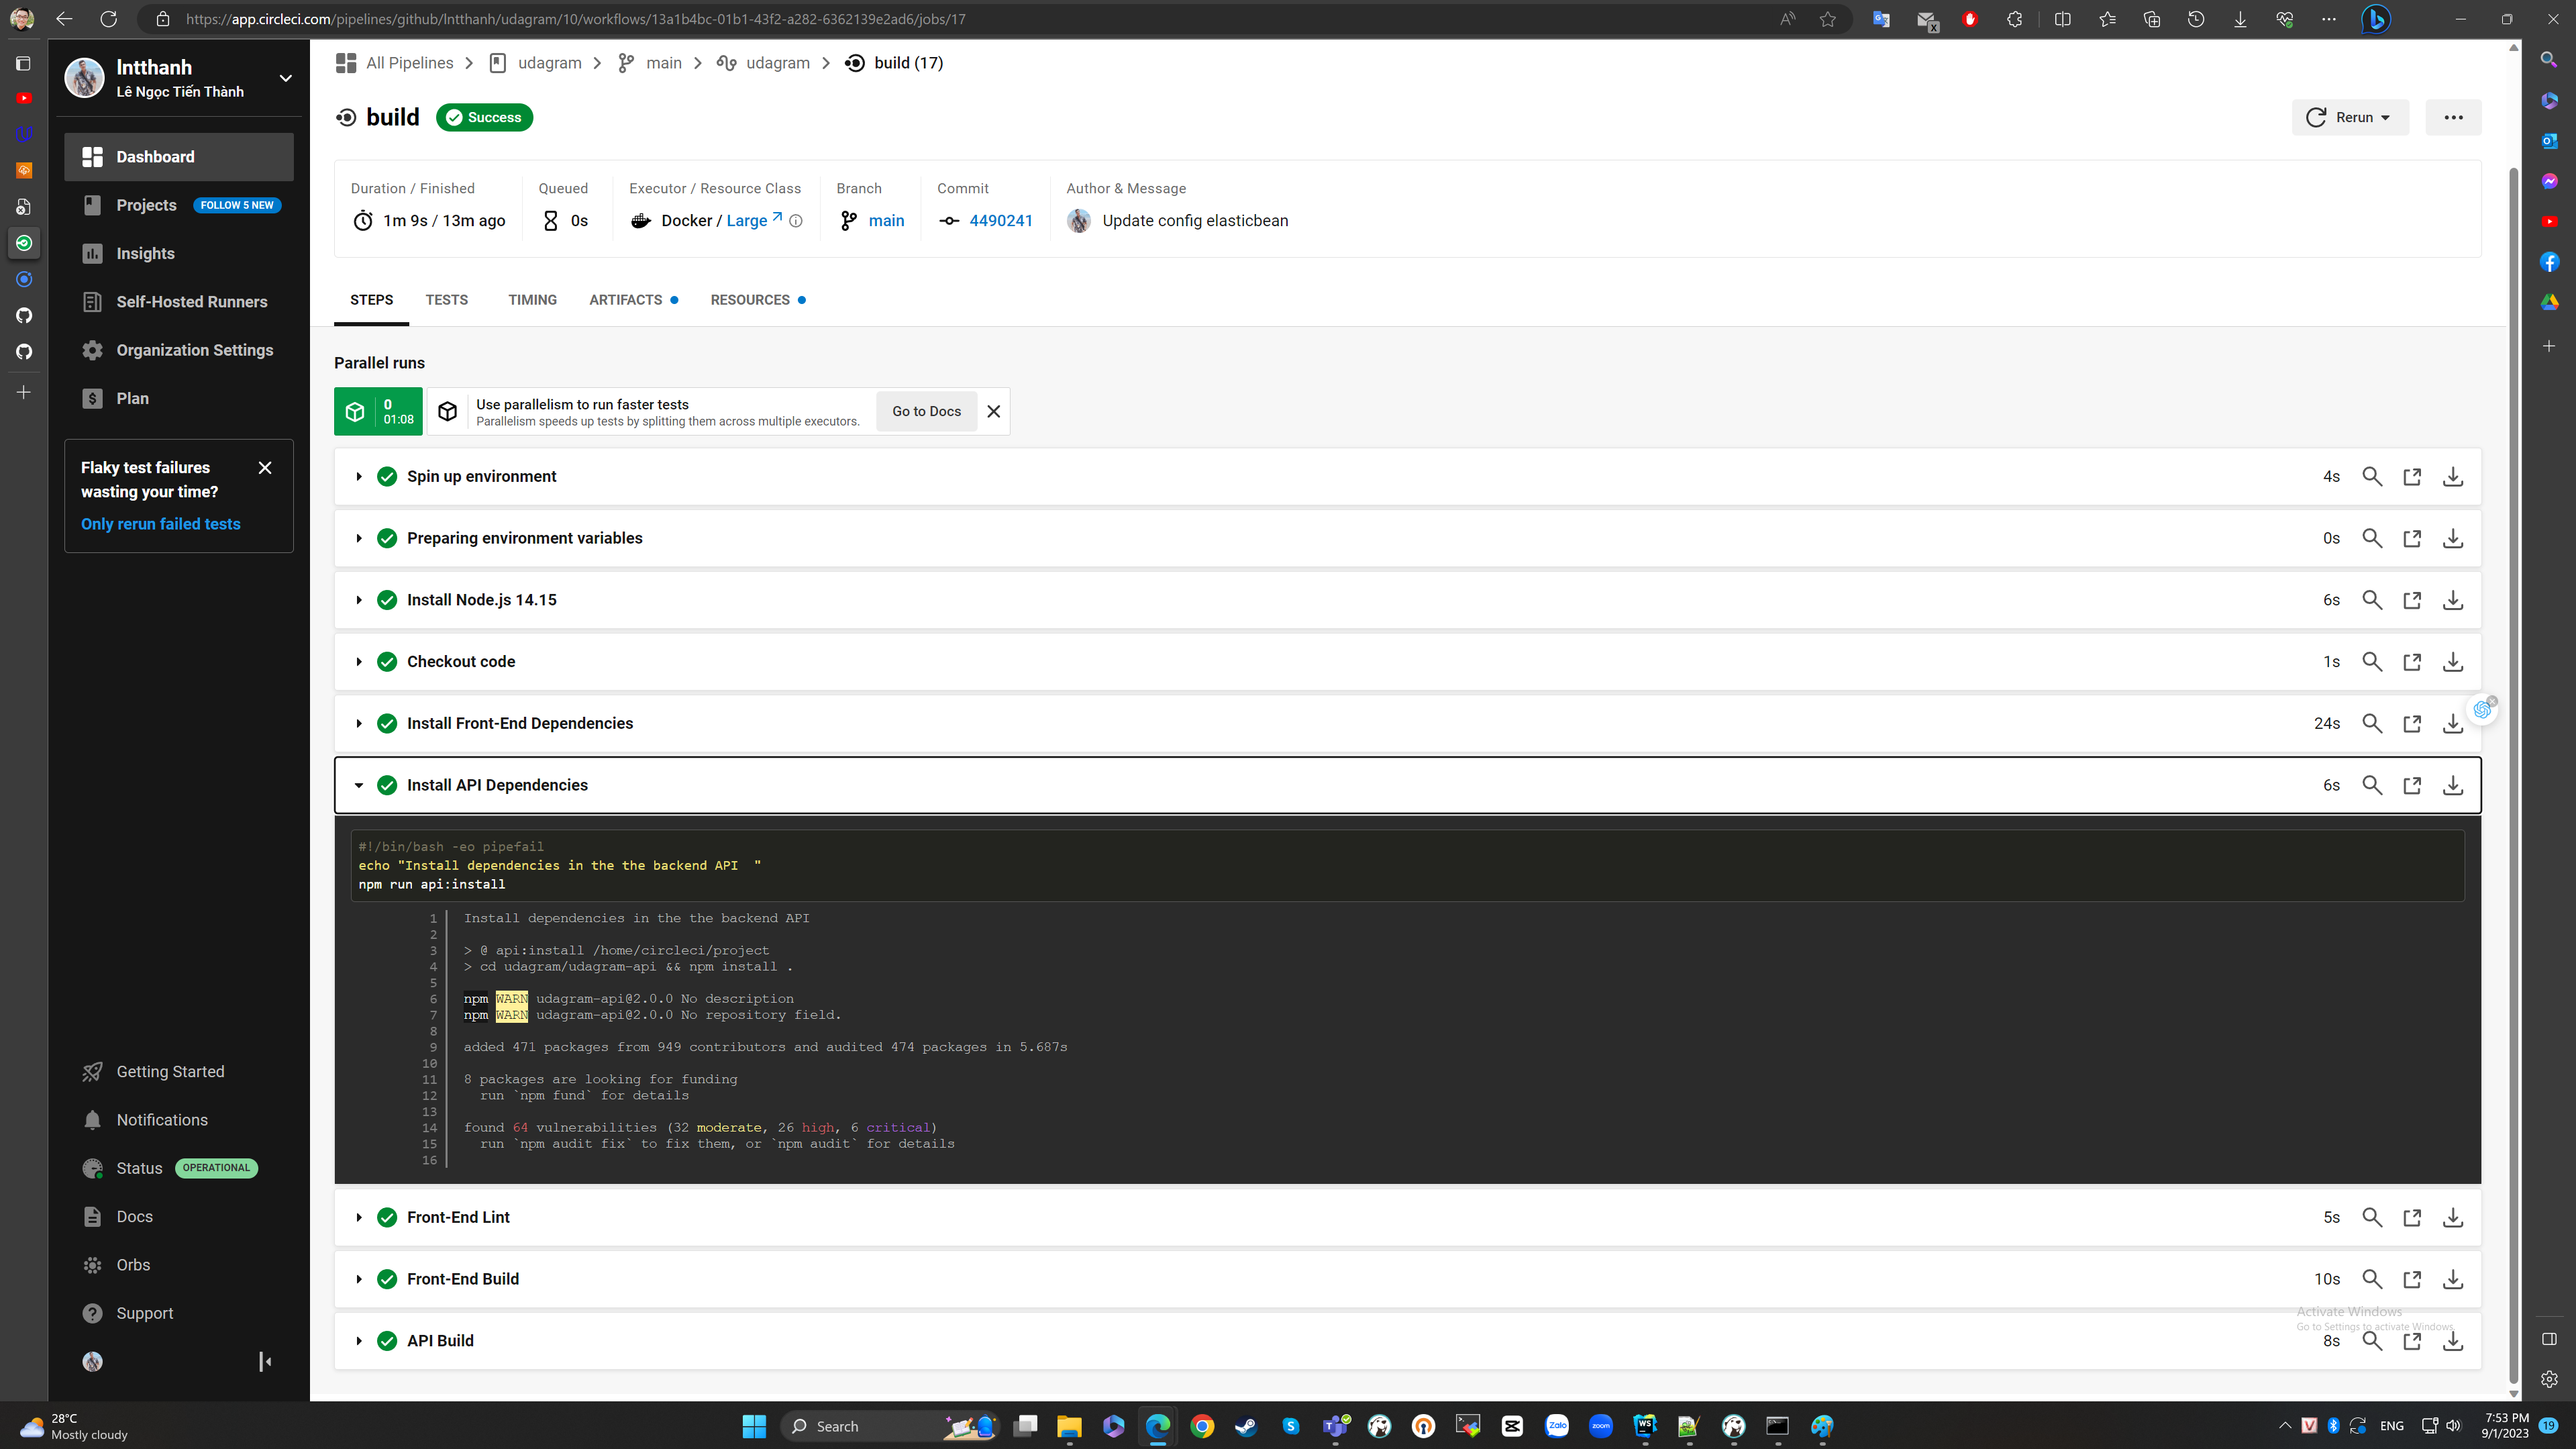 https://app.circleci.com/pipelines/github/lntthanh/udagram/10/workflows/13a1b4bc-01b1-43f2-a282-6362139e2ad6/jobs/17
lntthanh
Lê Ngọc Tiến Thành
Dashboard
Projects FOLLOW 5 NEW
Insights
Self-Hosted Runners
Organization Settings
Plan
Flaky test failures
wasting your time?
Only rerun failed tests
Getting Started
Notifications
Status OPERATIONAL
Docs
Orbs
Support
All Pipelines udagram main udagram build (17)
build Success
Rerun
Duration / Finished Queued Executor / Resource Class Branch Commit Author & Message
1m 9s / 13m ago 0s Docker / Large main 4490241 Update config elasticbean
STEPS TESTS TIMING ARTIFACTS RESOURCES
Parallel runs
0
01:08
Use parallelism to run faster tests
Parallelism speeds up tests by splitting them across multiple executors.
Go to Docs
Spin up environment 4s
Preparing environment variables 0s
Install Node.js 14.15 6s
Checkout code 1s
Install Front-End Dependencies 24s
Install API Dependencies 6s
#!/bin/bash -eo pipefail
echo "Install dependencies in the the backend API  "
npm run api:install
1 Install dependencies in the the backend API
2
3 > @ api:install /home/circleci/project
4 > cd udagram/udagram-api && npm install .
5
6 npm WARN udagram-api@2.0.0 No description
7 npm WARN udagram-api@2.0.0 No repository field.
8
9 added 471 packages from 949 contributors and audited 474 packages in 5.687s
10
11 8 packages are looking for funding
12 run `npm fund` for details
13
14 found 64 vulnerabilities (32 moderate, 26 high, 6 critical)
15 run `npm audit fix` to fix them, or `npm audit` for details
16
Front-End Lint 5s
Front-End Build 10s
API Build 8s
Activate Windows
Go to Settings to activate Windows.
28°C
Mostly cloudy
Search
Zalo
zoom
WS
ENG
7:53 PM
9/1/2023
19